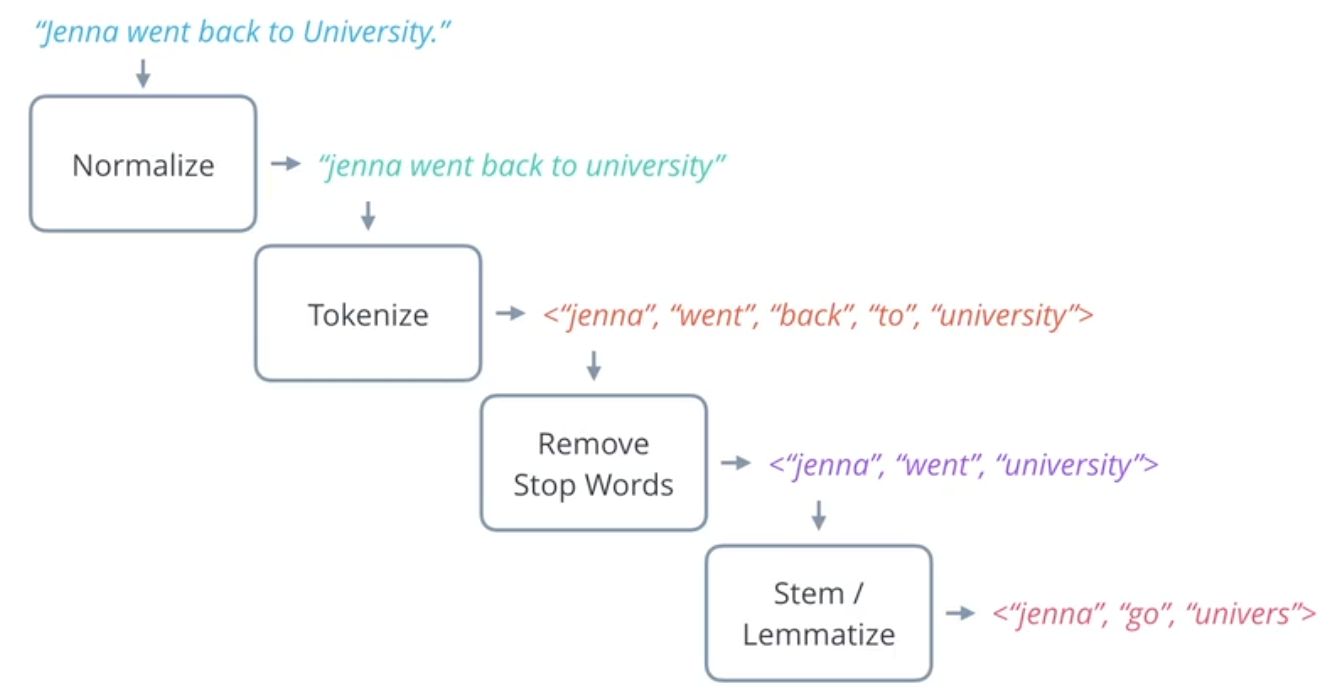 “Jenna went back to University.”
Normalize
“jenna went back to university”
Tokenize
<“jenna”, “went”, “back”, “to”, “university”>
Remove
Stop Words
<“jenna”, “went”, “university”>
Stem /
Lemmatize
<“jenna”, “go”, “univers”>